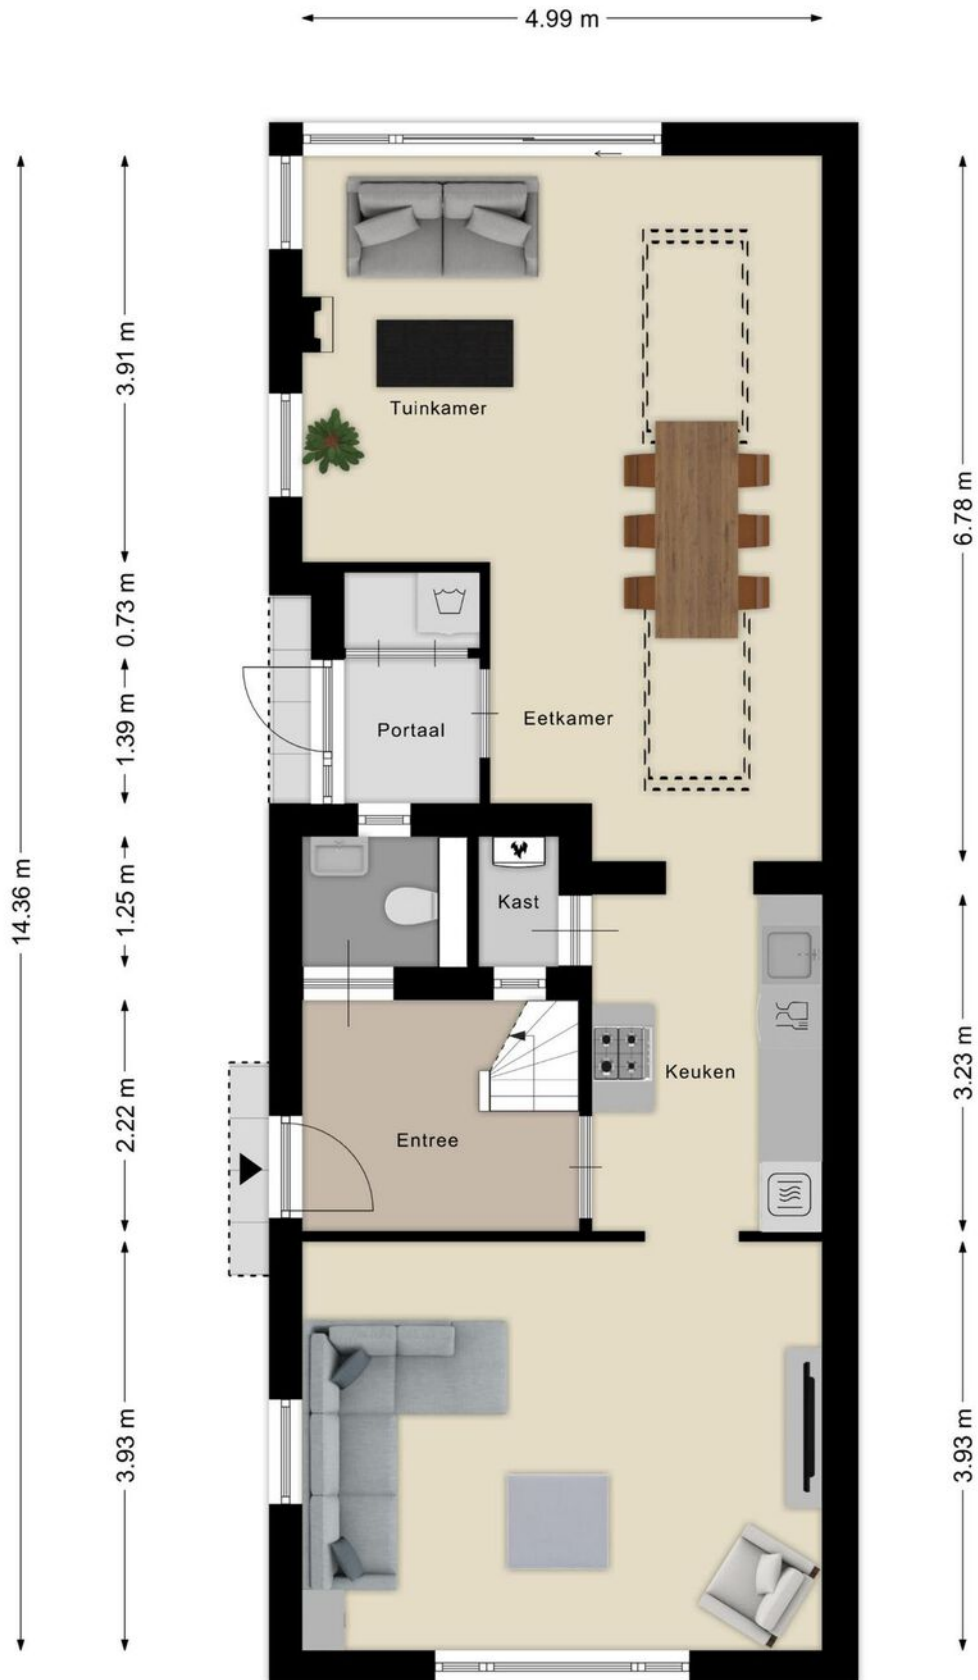 4.99 m
14.36 m
3.91 m
0.73 m
1.39 m
1.25 m
2.22 m
3.93 m
6.78 m
3.23 m
3.93 m
Tuinkamer
Portaal
Eetkamer
Kast
Keuken
Entree